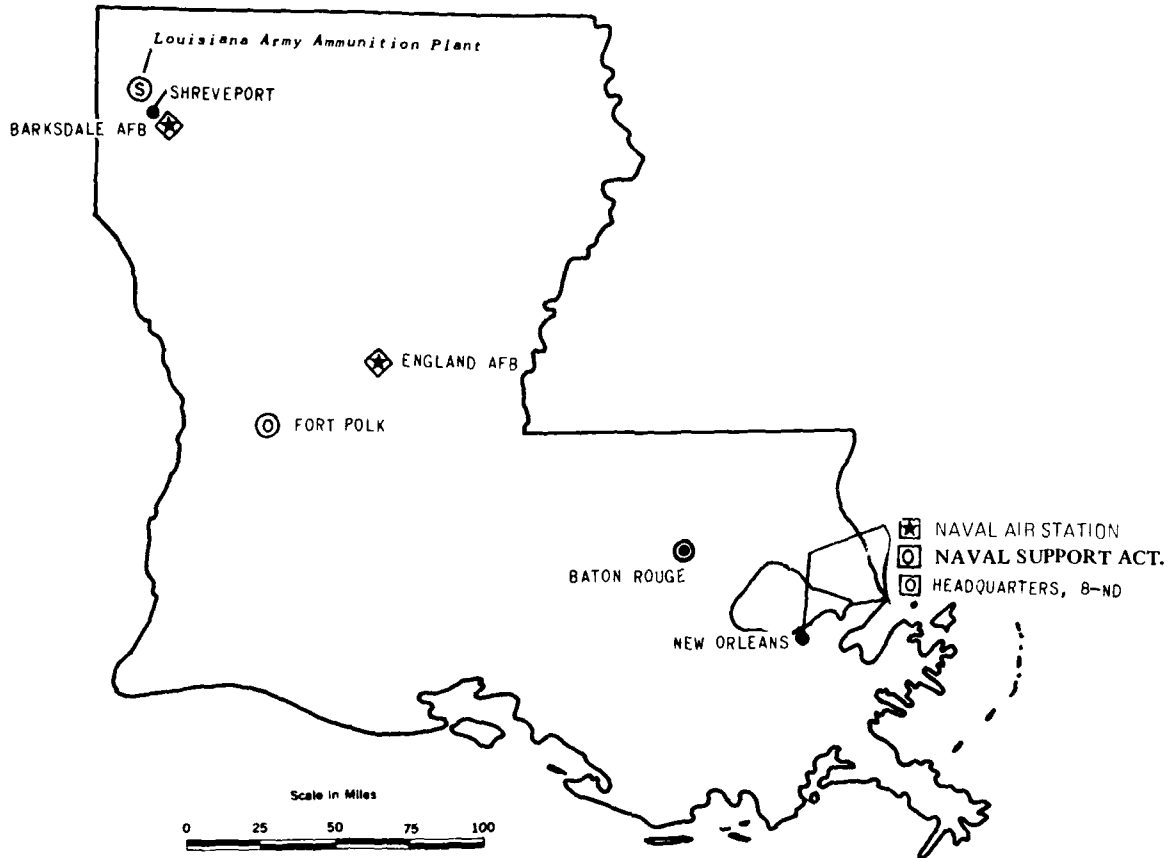 Louisiana Army Ammunition Plant
S
SHREVEPORT
BARKSDALE AFB
ENGLAND AFB
O FORT POLK
NAVAL AIR STATION
O NAVAL SUPPORT ACT.
O HEADQUARTERS, 8-ND
BATON ROUGE
NEW ORLEANS
Scale in Miles
0 25 50 75 100